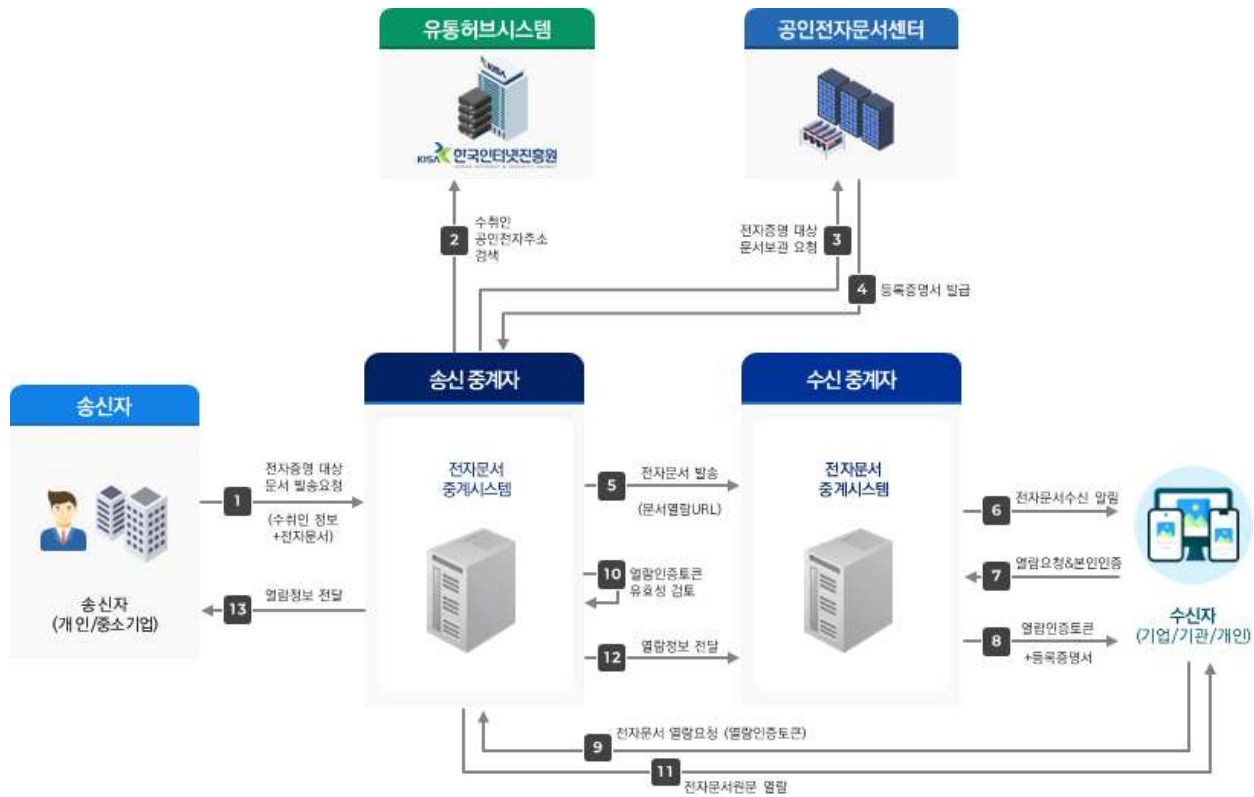 유통허브시스템
KISA
KISA 한국인터넷진흥원
공인전자문서센터
2
수취인
공인전자주소
검색
전자증명 대상
문서보관 요청
3
4
등록증명서 발급
송신자
송신자
(개인/중소기업)
1
전자증명 대상
문서 발송요청
(수취인 정보
+전자문서)
13
열람정보 전달
송신 중계자
전자문서
중계시스템
5
전자문서 발송
(문서열람URL)
10
열람인증토큰
유효성 검토
12
열람정보 전달
수신 중계자
전자문서
중계시스템
6
전자문서수신 알림
7
열람요청&본인인증
8
열람인증토큰
+등록증명서
수신자
(기업/기관/개인)
9
전자문서 열람요청 (열람인증토큰)
11
전자문서원문 열람